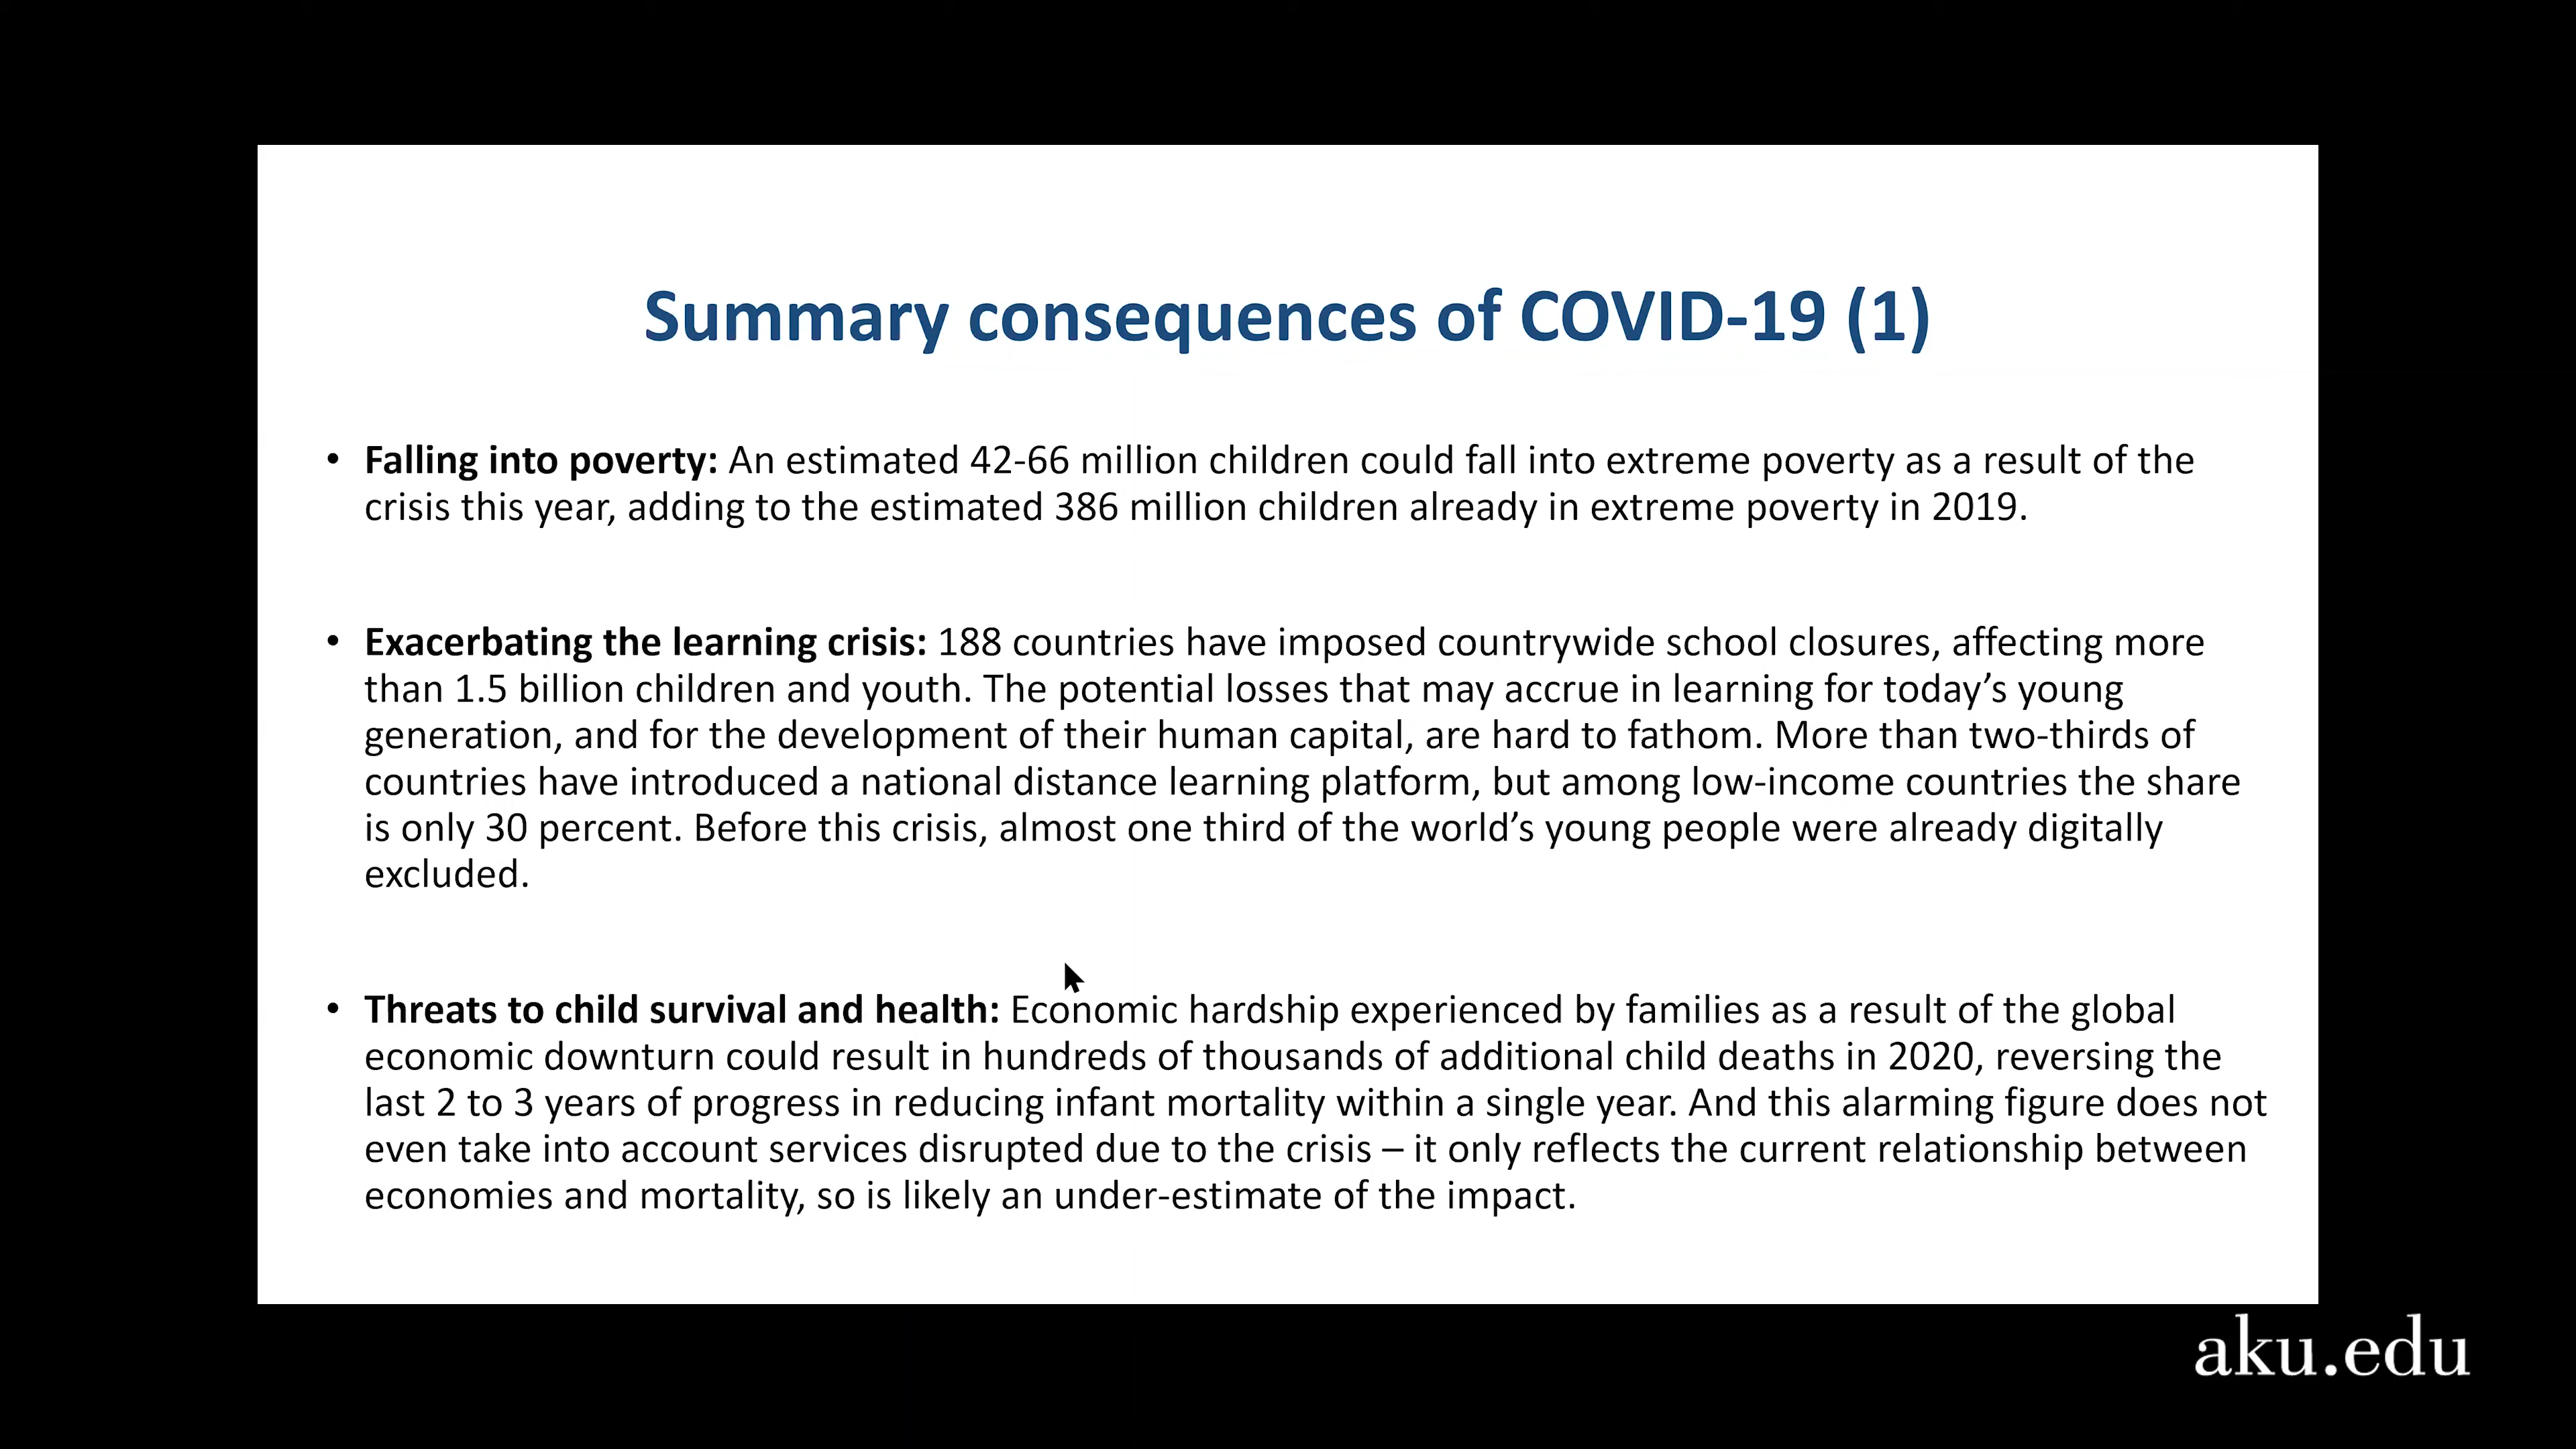 Summary consequences of COVID-19 (1)
• Falling into poverty: An estimated 42-66 million children could fall into extreme poverty as a result of the
crisis this year, adding to the estimated 386 million children already in extreme poverty in 2019.
• Exacerbating the learning crisis: 188 countries have imposed countrywide school closures, affecting more
than 1.5 billion children and youth. The potential losses that may accrue in learning for today’s young
generation, and for the development of their human capital, are hard to fathom. More than two-thirds of
countries have introduced a national distance learning platform, but among low-income countries the share
is only 30 percent. Before this crisis, almost one third of the world’s young people were already digitally
excluded.
• Threats to child survival and health: Economic hardship experienced by families as a result of the global
economic downturn could result in hundreds of thousands of additional child deaths in 2020, reversing the
last 2 to 3 years of progress in reducing infant mortality within a single year. And this alarming figure does not
even take into account services disrupted due to the crisis – it only reflects the current relationship between
economies and mortality, so is likely an under-estimate of the impact.
aku.edu